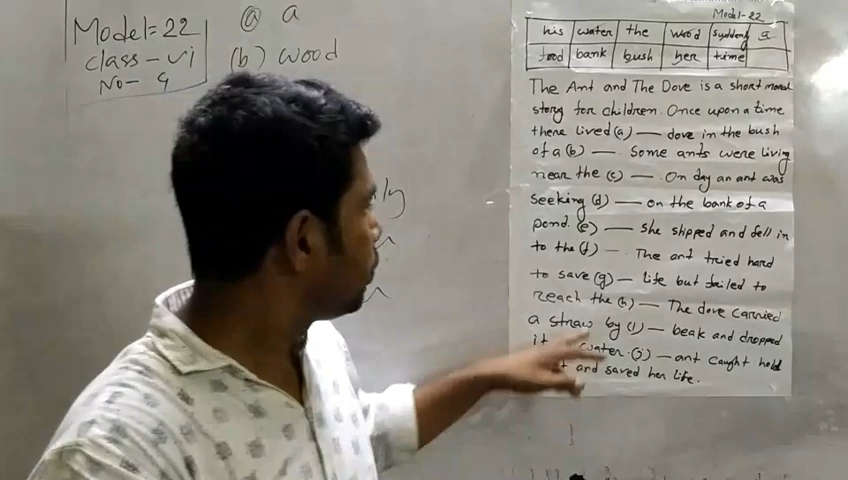 Model=22
class-vi
No-4
(a) a
(b) wood
Model-22
his water the wood suddenly a
food bank bush her time
The Ant and The Dove is a short moral
story for children. Once upon a time
there lived (a) — dove in the bush
of a (b) —. Some ants were living
near the (c) —. On day an ant was
seeking (d) — on the bank of a
pond. (e) — she slipped and fell in
to the (f) —. The ant tried hard
to save (g) — life but failed to
reach the (h) — The dove carried
a straw by (i) — beak and dropped
water. (j) — ant caught hold
and saved her life.